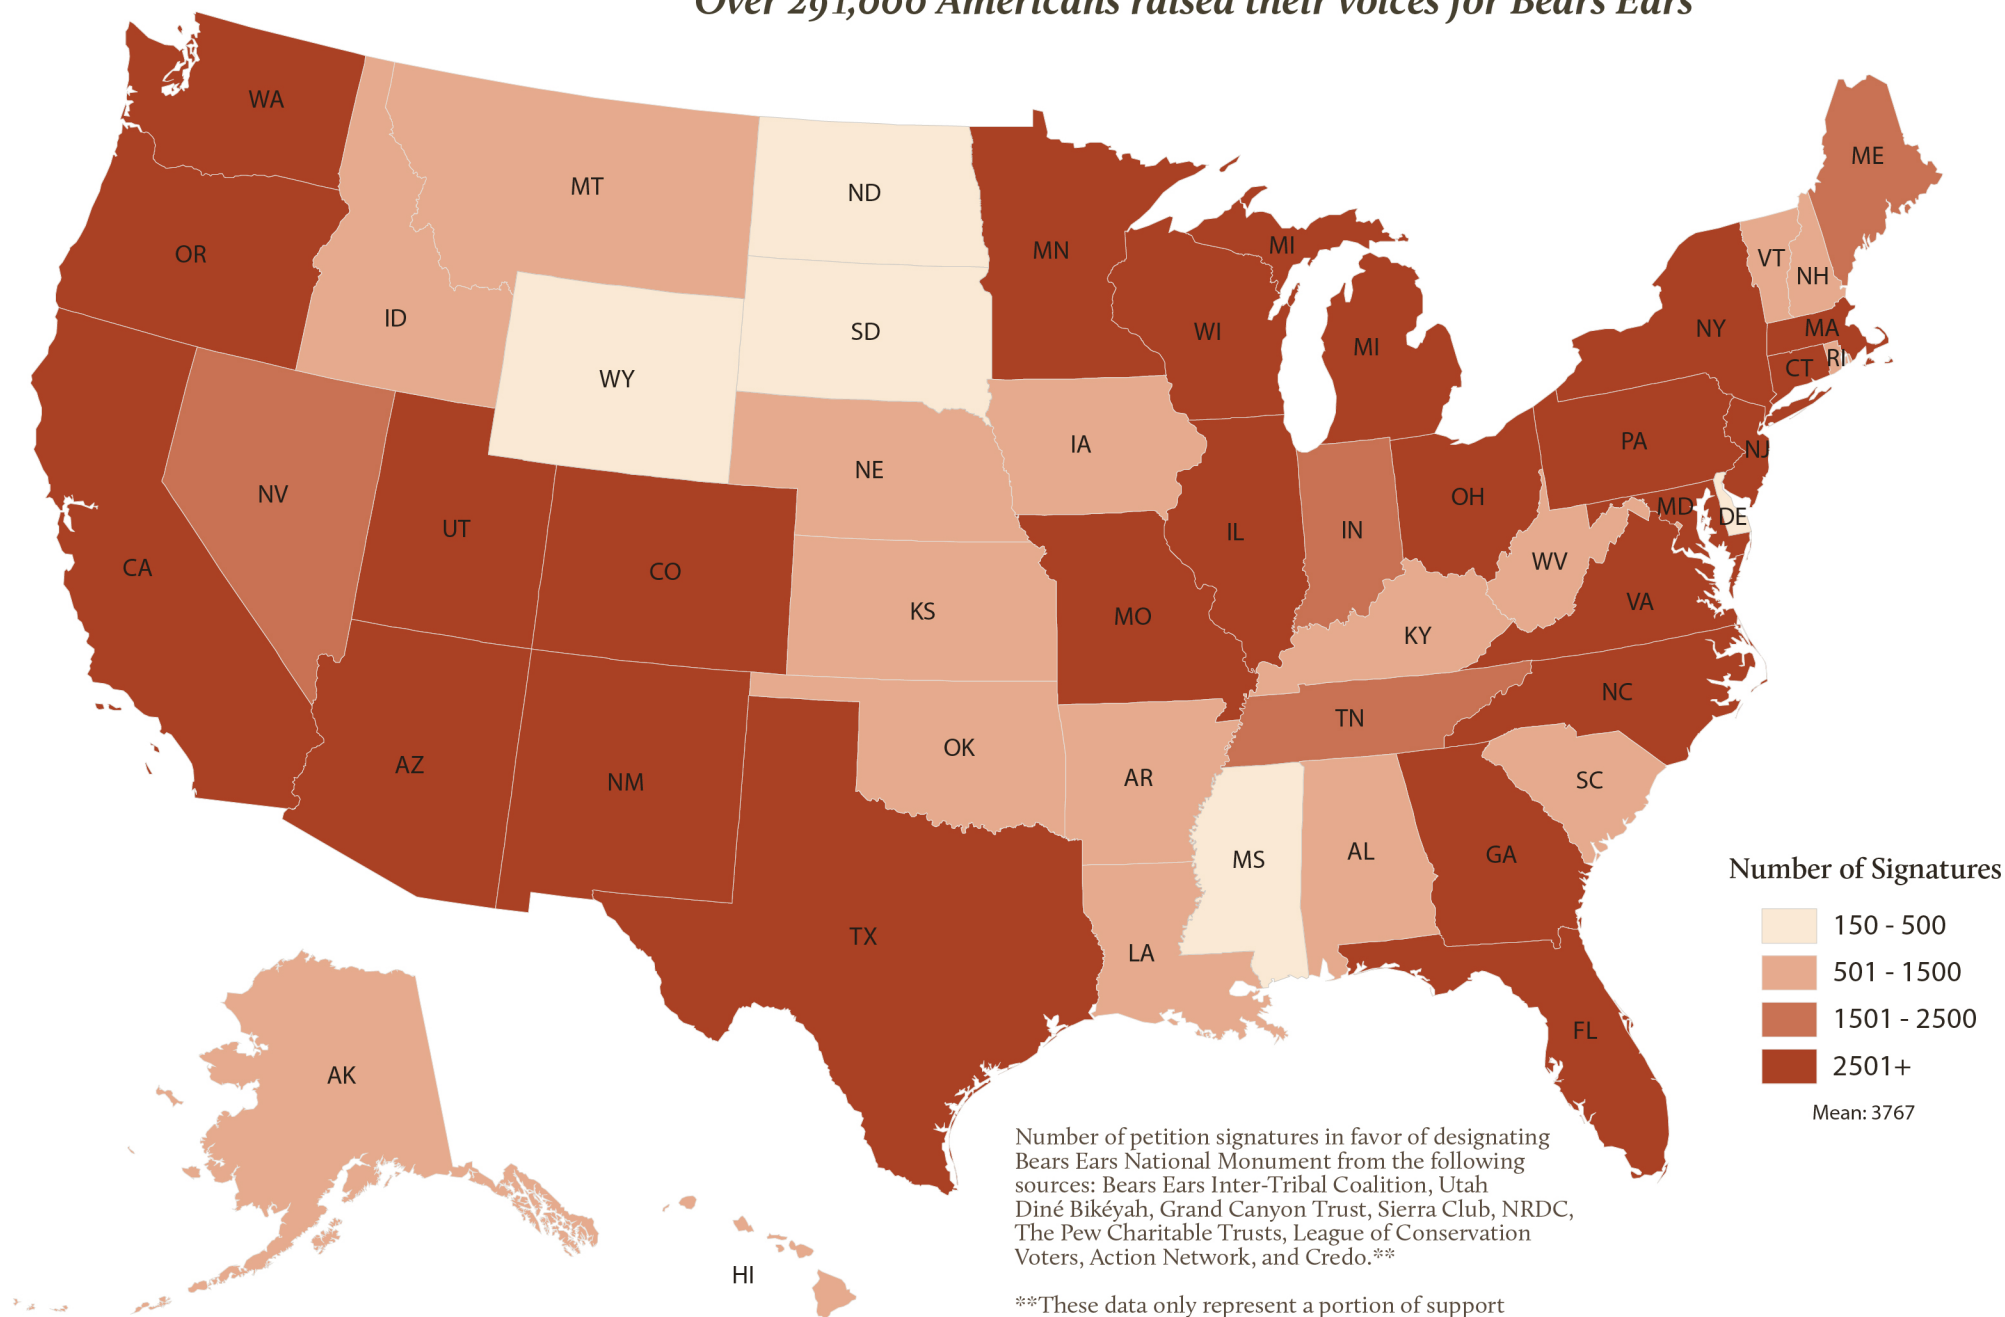 Over 291,000 Americans raised their voices for Bears Ears
WA
ME
MT
ND
MN
MI
OR
VT
NH
ID
SD
WI
NY
MA
MI
RI
CT
WY
IA
PA
NJ
NE
NV
OH
MD
DE
UT
IL
IN
WV
CA
CO
KS
MO
VA
KY
NC
TN
OK
AZ
NM
AR
SC
MS
AL
GA
TX
LA
FL
AK
HI
Number of Signatures
150 - 500
501 - 1500
1501 - 2500
2501+
Mean: 3767
Number of petition signatures in favor of designating
Bears Ears National Monument from the following
sources: Bears Ears Inter-Tribal Coalition, Utah
Diné Bikéyah, Grand Canyon Trust, Sierra Club, NRDC,
The Pew Charitable Trusts, League of Conservation
Voters, Action Network, and Credo.**
**These data only represent a portion of support